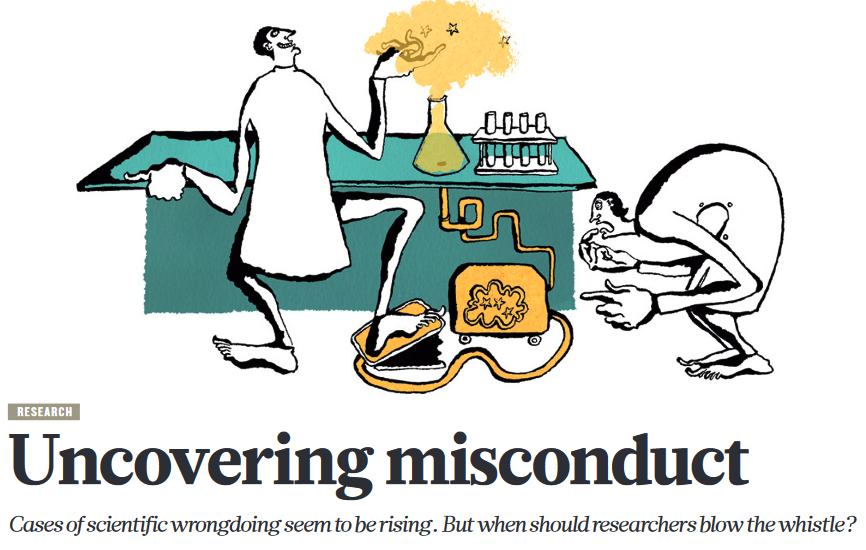 RESEARCH
Uncovering misconduct
Cases of scientific wrongdoing seem to be rising. But when should researchers blow the whistle?